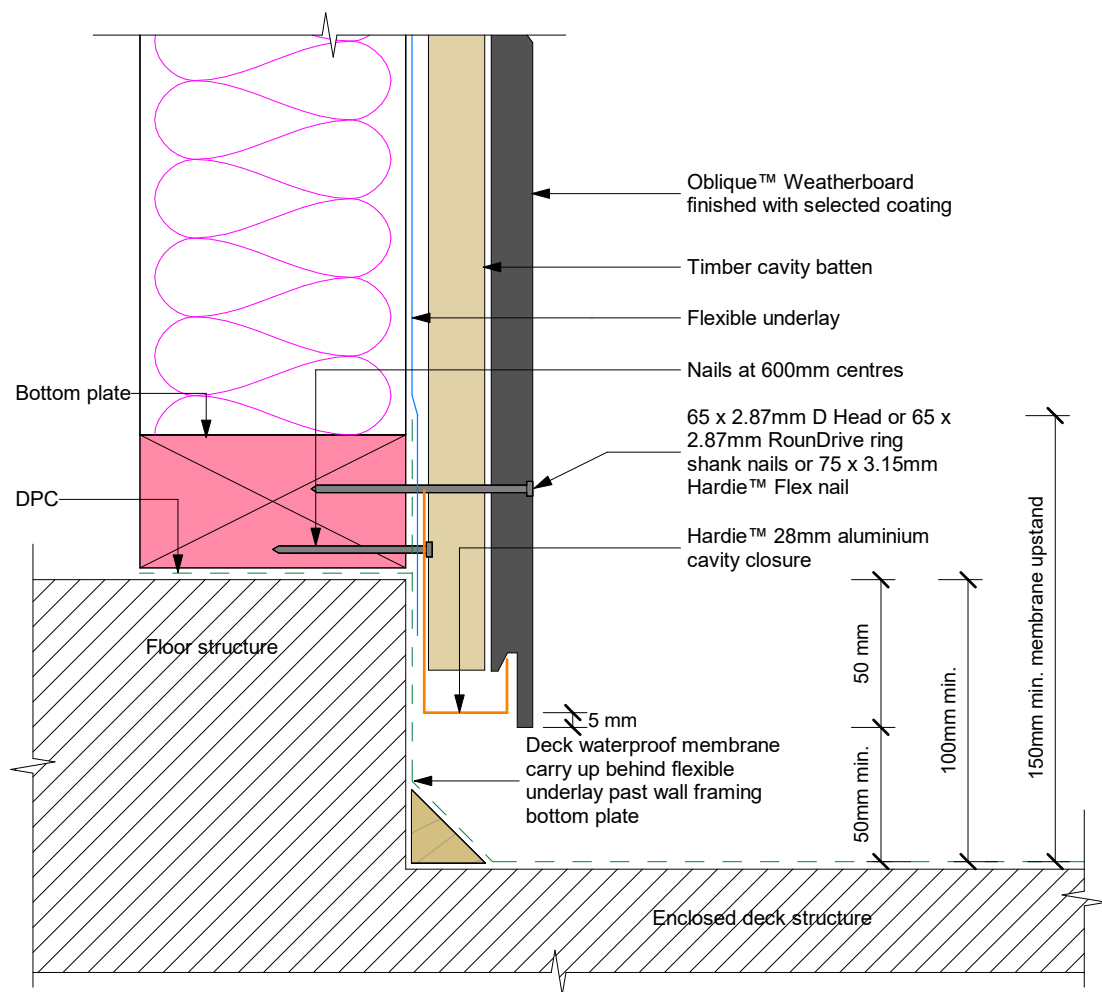 Oblique™ Weatherboard
finished with selected coating
Timber cavity batten
Flexible underlay
Nails at 600mm centres
Bottom plate
65 x 2.87mm D Head or 65 x
2.87mm RounDrive ring
shank nails or 75 x 3.15mm
Hardie™ Flex nail
DPC
Hardie™ 28mm aluminium
cavity closure
Floor structure
50 mm
100mm min.
150mm min. membrane upstand
5 mm
Deck waterproof membrane
carry up behind flexible
underlay past wall framing
bottom plate
50mm min.
Enclosed deck structure